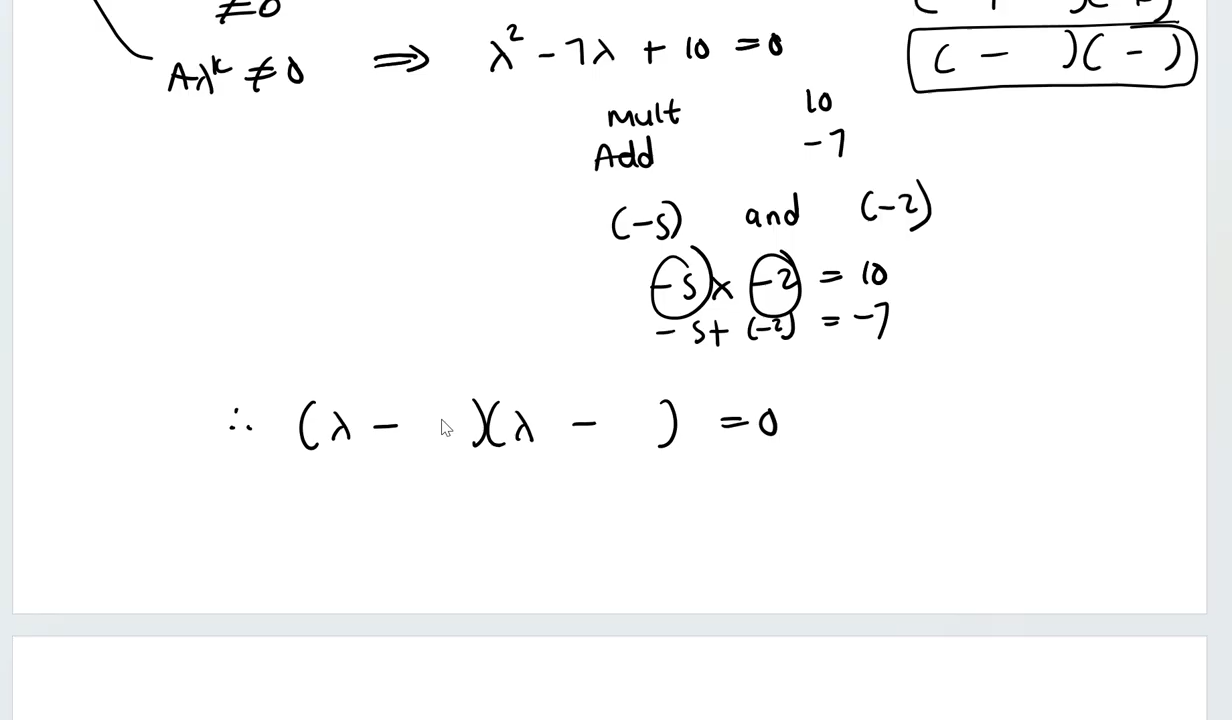 ≠0
Aλᵏ ≠ 0 ⟹ λ² - 7λ + 10 = 0
( - )( - )
mult 10
Add -7
(-5) and (-2)
-5 × -2 = 10
- 5 + (-2) = -7
∴ (λ - )(λ - ) = 0